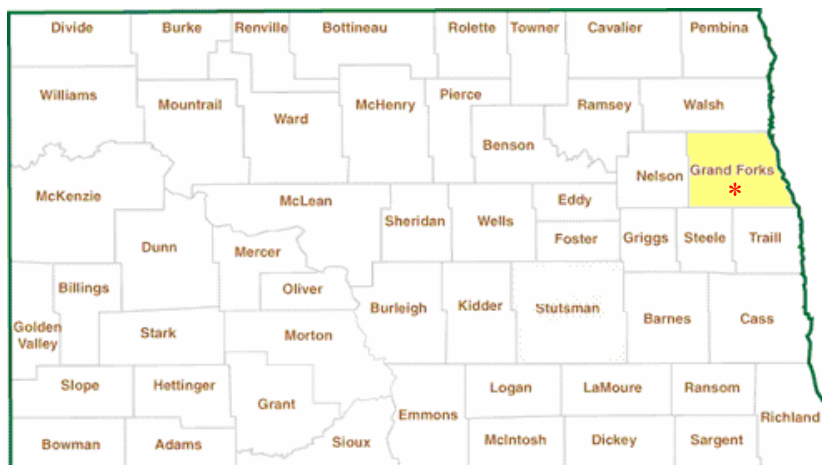 Divide
Burke
Renville
Bottineau
Rolette
Towner
Cavalier
Pembina
Williams
Mountrail
Ward
McHenry
Pierce
Benson
Ramsey
Walsh
Nelson
Grand Forks
*
McKenzie
McLean
Sheridan
Wells
Eddy
Foster
Griggs
Steele
Traill
Dunn
Mercer
Oliver
Billings
Golden
Valley
Stark
Morton
Burleigh
Kidder
Stutsman
Barnes
Cass
Slope
Hettinger
Grant
Emmons
Logan
LaMoure
Ransom
Richland
Bowman
Adams
Sioux
McIntosh
Dickey
Sargent